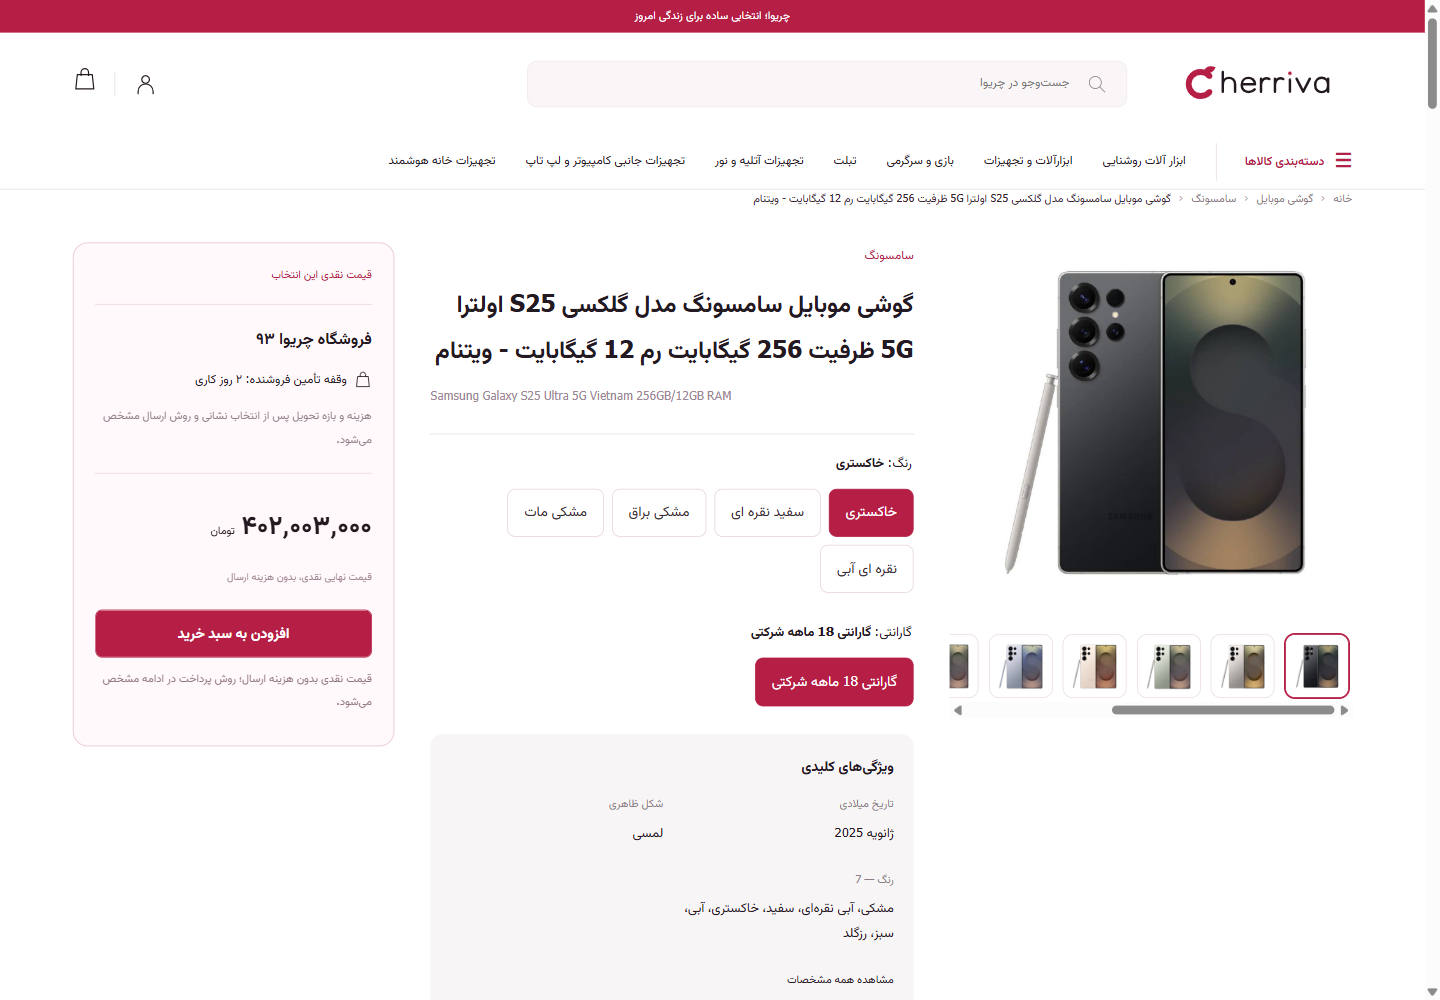 چریوا؛ انتخابی ساده برای زندگی امروز
Cherriva
جست‌وجو در چریوا
دسته‌بندی کالاها
ابزار آلات روشنایی
ابزارآلات و تجهیزات
بازی و سرگرمی
تبلت
تجهیزات آتلیه و نور
تجهیزات جانبی کامپیوتر و لپ تاپ
تجهیزات خانه هوشمند
خانه › گوشی موبایل › سامسونگ › گوشی موبایل سامسونگ مدل گلکسی S25 اولترا 5G ظرفیت 256 گیگابایت رم 12 گیگابایت - ویتنام
SAMSUNG
سامسونگ
گوشی موبایل سامسونگ مدل گلکسی S25 اولترا
5G ظرفیت 256 گیگابایت رم 12 گیگابایت - ویتنام
Samsung Galaxy S25 Ultra 5G Vietnam 256GB/12GB RAM
رنگ: خاکستری
خاکستری
سفید نقره ای
مشکی براق
مشکی مات
نقره ای آبی
گارانتی: گارانتی 18 ماهه شرکتی
گارانتی 18 ماهه شرکتی
ویژگی‌های کلیدی
تاریخ میلادی
ژانویه 2025
شکل ظاهری
لمسی
رنگ — 7
مشکی، آبی نقره‌ای، سفید، خاکستری، آبی،
سبز، رزگلد
مشاهده همه مشخصات
قیمت نقدی این انتخاب
فروشگاه چریوا ۹۳
وقفه تأمین فروشنده: ۲ روز کاری
هزینه و بازه تحویل پس از انتخاب نشانی و روش ارسال مشخص
می‌شود.
۴۰۲,۰۰۳,۰۰۰ تومان
قیمت نهایی نقدی، بدون هزینه ارسال
افزودن به سبد خرید
قیمت نقدی بدون هزینه ارسال؛ روش پرداخت در ادامه مشخص
می‌شود.